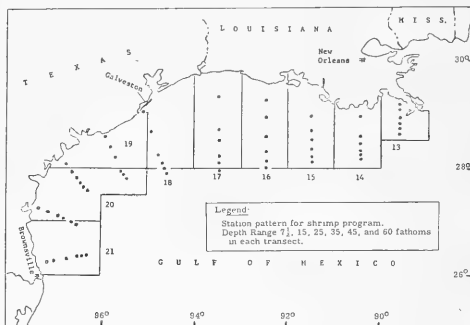 MISS.
LOUISIANA
New
Orleans
30°
TEXAS
Galveston
19
13
17
16
15
14
28°
18
20
Legend:
Station pattern for shrimp program.
Depth Range 7½, 15, 25, 35, 45, and 60 fathoms
in each transect.
Brownsville
21
GULF OF MEXICO
26°
96°
94°
92°
90°